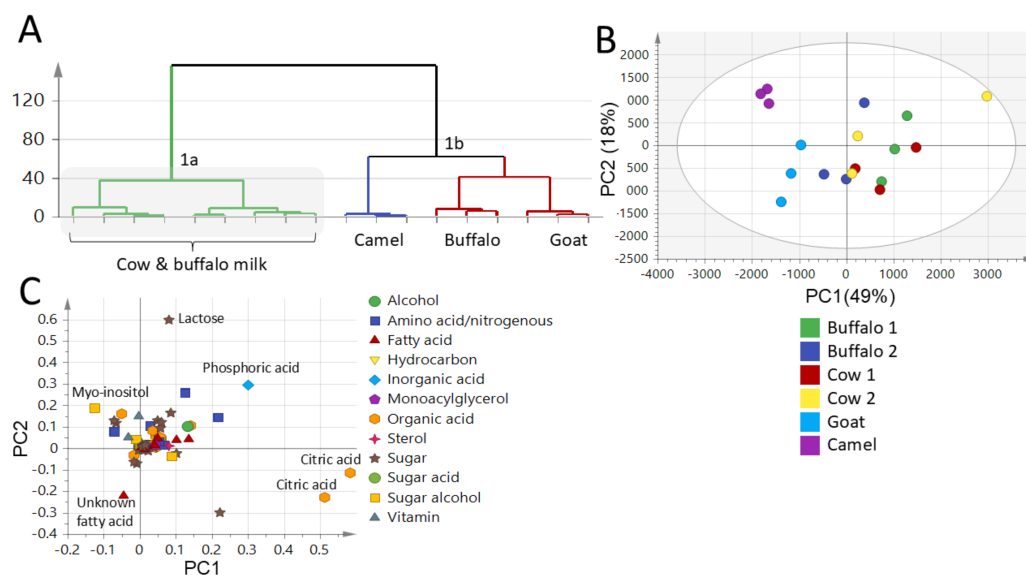 A
120
80
40
0
1a
1b
Camel
Buffalo
Goat
Cow & buffalo milk
B
PC2 (18%)
2000
1500
000
500
0
500
000
-1500
-2000
-2500
-4000 -3000 -2000 -1000 0 1000 2000 3000
PC1(49%)
Buffalo 1
Buffalo 2
Cow 1
Cow 2
Goat
Camel
C
PC2
0.6
0.5
0.4
0.3
0.2
0.1
0
-0.1
-0.2
-0.3
-0.4
-0.2 -0.1 0 0.1 0.2 0.3 0.4 0.5
PC1
Lactose
Phosphoric acid
Myo-inositol
Citric acid
Citric acid
Unknown
fatty acid
Alcohol
Amino acid/nitrogenous
Fatty acid
Hydrocarbon
Inorganic acid
Monoacylglycerol
Organic acid
Sterol
Sugar
Sugar acid
Sugar alcohol
Vitamin